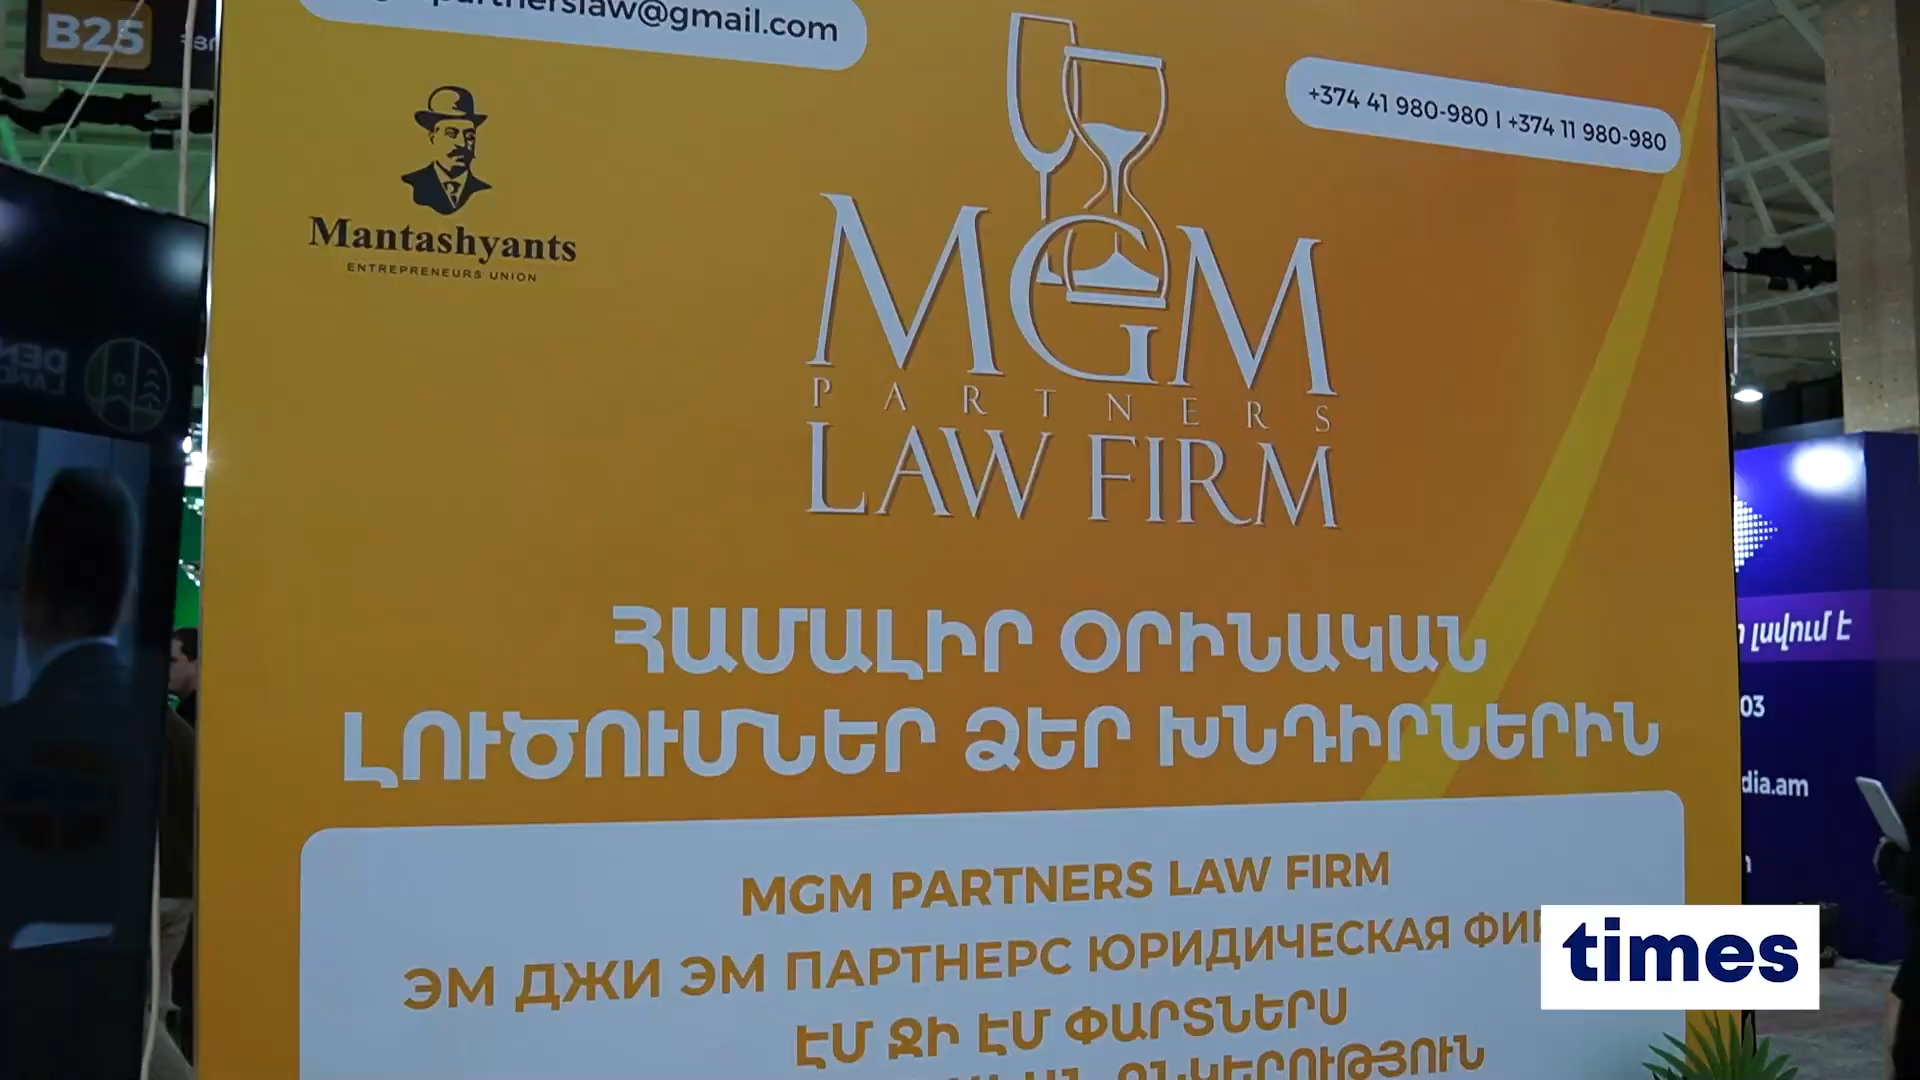 B25
partnerslaw@gmail.com
+374 41 980-980 | +374 11 980-980
Mantashyants
ENTREPRENEURS UNION
MGM
PARTNERS
LAW FIRM
ՀԱՄԱԼԻՐ ՕՐԻՆԱԿԱՆ
ԼՈՒԾՈՒՄՆԵՐ ՁԵՐ ԽՆԴԻՐՆԵՐԻՆ
MGM PARTNERS LAW FIRM
ЭМ ДЖИ ЭМ ПАРТНЕРС ЮРИДИЧЕСКАЯ
ԷՄ ՋԻ ԷՄ ՓԱՐՏՆԵՐՍ
ԸՆԿԵՐՈՒԹՅՈՒՆ
լսվում է
03
dia.am
times